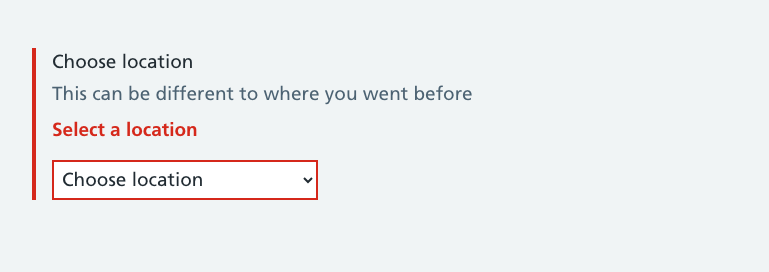 Choose location
This can be different to where you went before
Select a location
Choose location